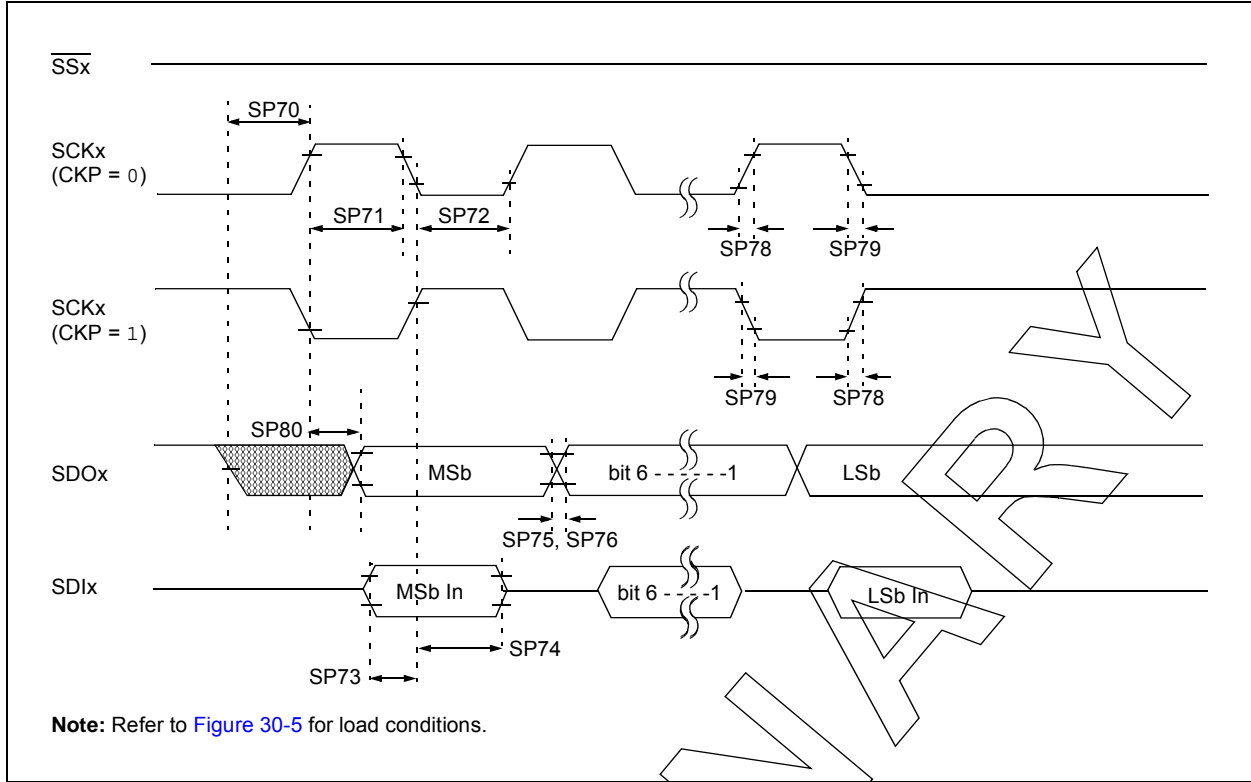 SSx
SP70
SCKx
(CKP = 0)
SP71
SP72
SP78
SP79
SCKx
(CKP = 1)
SP79
SP78
SP80
SDOx
MSb
bit 6 - - - - - -1
LSb
SP75, SP76
SDIx
MSb In
bit 6 - - - - -1
LSb In
SP74
SP73
Note: Refer to Figure 30-5 for load conditions.
V A R Y